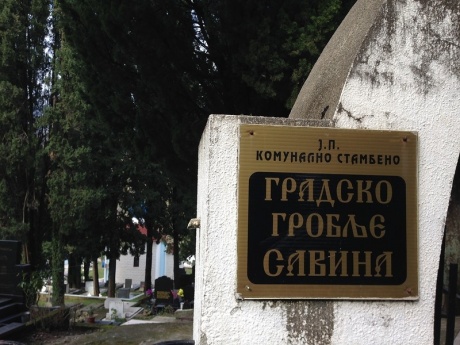 Ј.П.
КОМУНАЛНО СТАМБЕНО
ГРАДСКО
ГРОБЉЕ
САВИНА